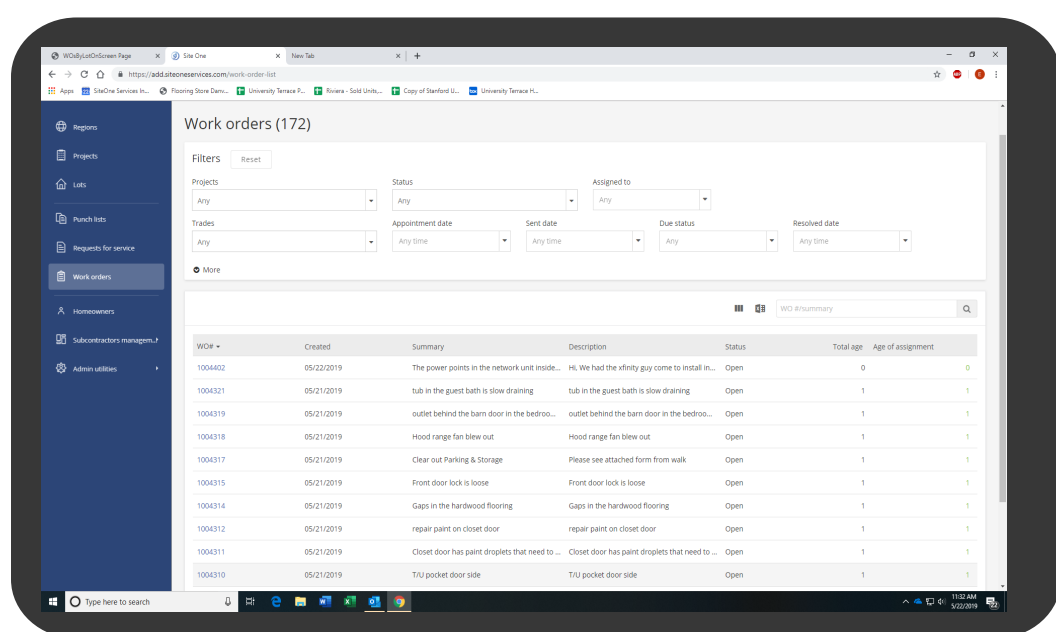 WOsByLotOnScreen Page
Site One
New Tab
https://add.siteoneservices.com/work-order-list
Apps SiteOne Services In... Flooring Store Danv... University Terrace P... Riviera - Sold Units,... Copy of Stanford U... University Terrace H...
Regions
Projects
Lots
Punch lists
Requests for service
Work orders
Homeowners
Subcontractors managem..
Admin utilities
Work orders (172)
Filters Reset
Projects Status Assigned to
Any Any Any
Trades Appointment date Sent date Due status Resolved date
Any Any time Any time Any Any time
More
WO #/summary
WO# Created Summary Description Status Total age Age of assignment
1004402 05/22/2019 The power points in the network unit inside... Hi, We had the xfinity guy come to install in... Open 0 0
1004321 05/21/2019 tub in the guest bath is slow draining tub in the guest bath is slow draining Open 1 1
1004319 05/21/2019 outlet behind the barn door in the bedroo... outlet behind the barn door in the bedroo... Open 1 1
1004318 05/21/2019 Hood range fan blew out Hood range fan blew out Open 1 1
1004317 05/21/2019 Clear out Parking & Storage Please see attached form from walk Open 1 1
1004315 05/21/2019 Front door lock is loose Front door lock is loose Open 1 1
1004314 05/21/2019 Gaps in the hardwood flooring Gaps in the hardwood flooring Open 1 1
1004312 05/21/2019 repair paint on closet door repair paint on closet door Open 1 1
1004311 05/21/2019 Closet door has paint droplets that need to ... Closet door has paint droplets that need to ... Open 1 1
1004310 05/21/2019 T/U pocket door side T/U pocket door side Open 1 1
Type here to search
11:32 AM
5/22/2019